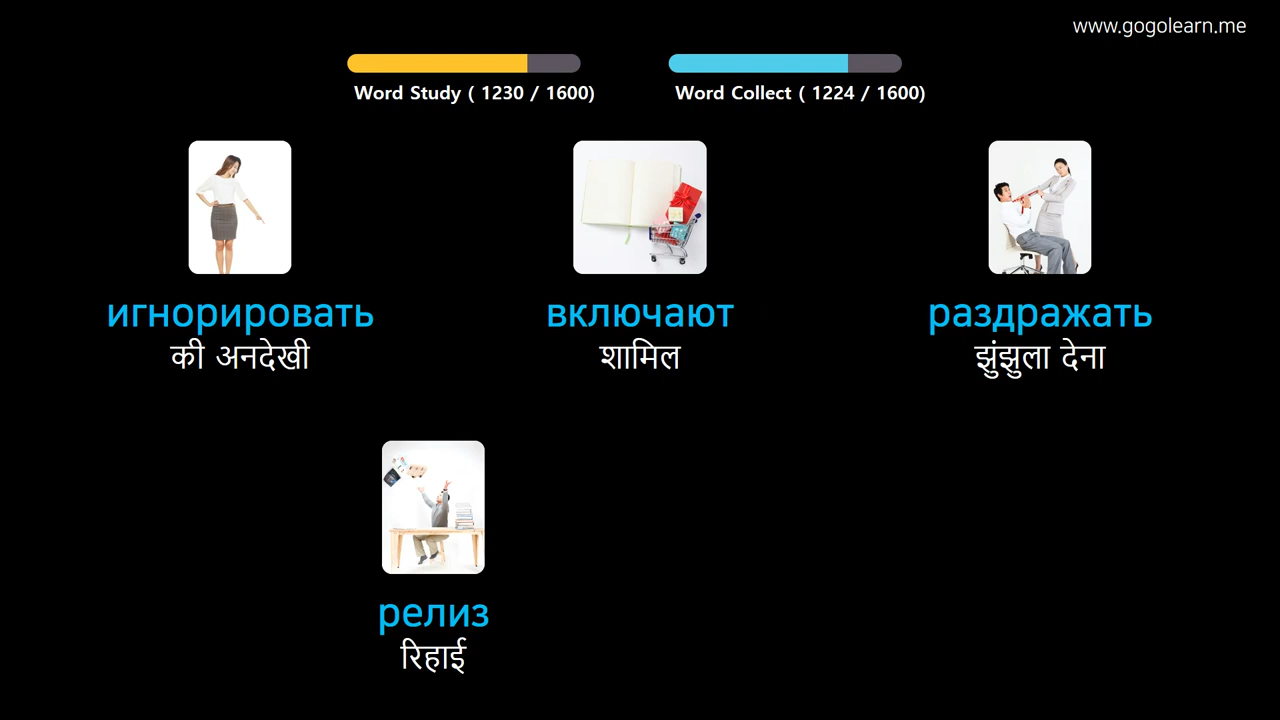 www.gogolearn.me
Word Study ( 1230 / 1600)
Word Collect ( 1224 / 1600)
игнорировать
की अनदेखी
включают
शामिल
раздражать
झुंझुला देना
релиз
रिहाई